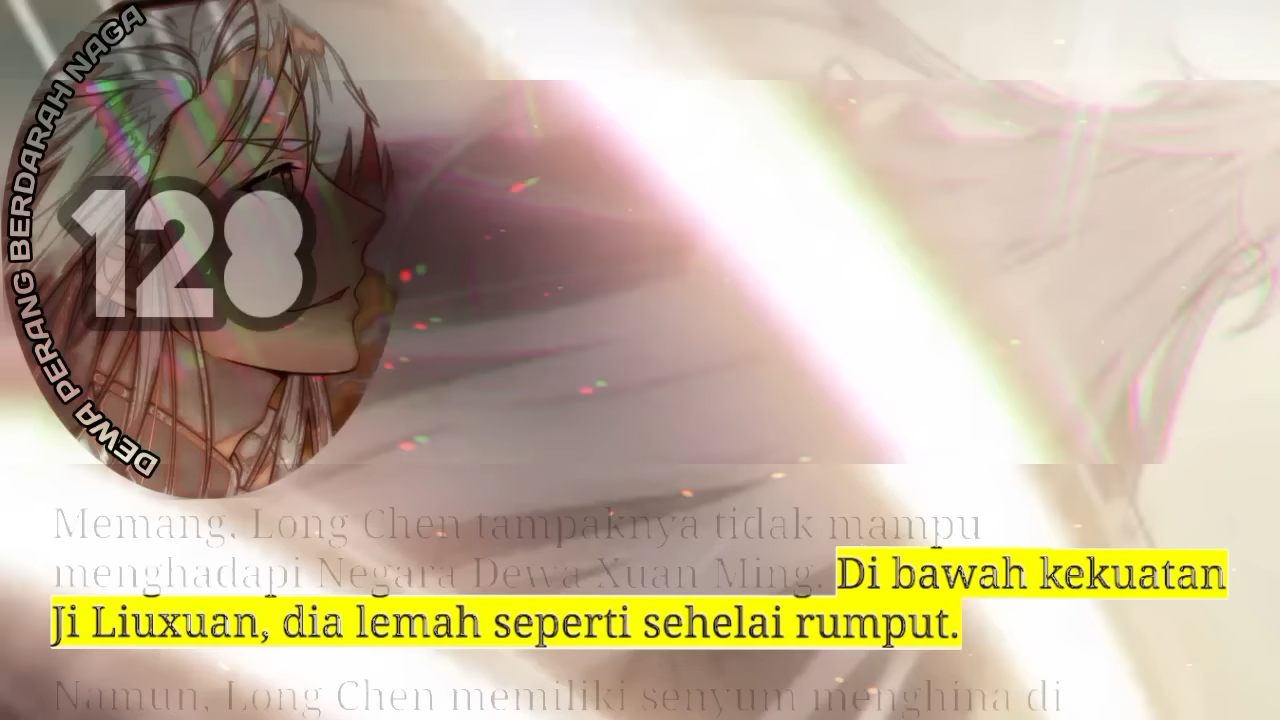 DEWA PERANG BERDARAH NAGA
128
Memang, Long Chen tampaknya tidak mampu
menghadapi Negara Dewa Xuan Ming. Di bawah kekuatan
Ji Liuxuan, dia lemah seperti sehelai rumput.
Namun, Long Chen memiliki senyum menghina di